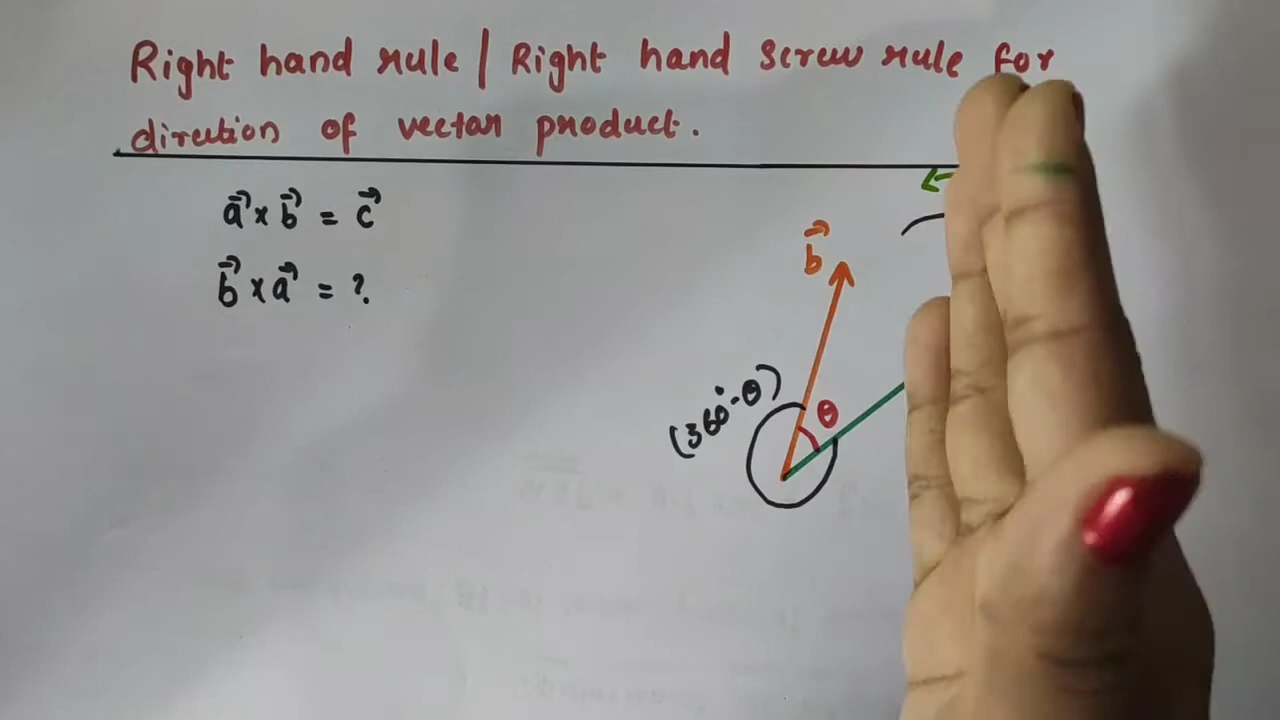 Right hand rule / Right hand screw rule for
direction of vector product.
a⃗ × b⃗ = c⃗
b⃗ × a⃗ = ?
b⃗
(360° - θ)
θ